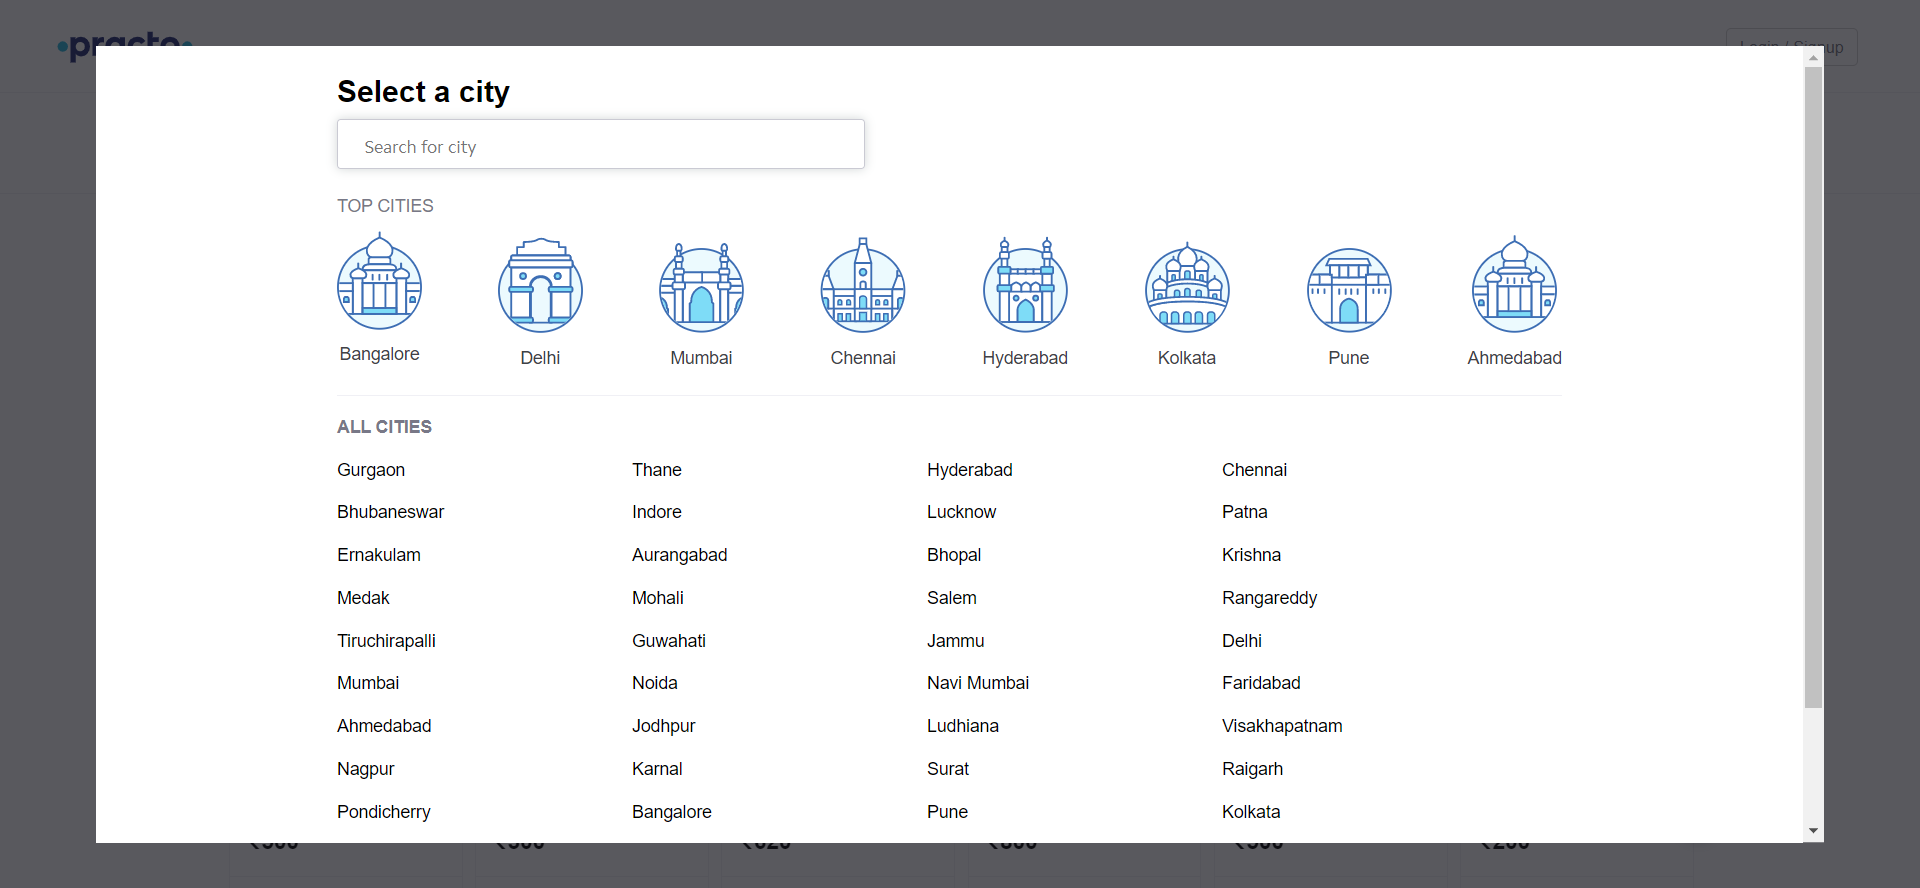 Select a city
Search for city
TOP CITIES
Bangalore Delhi Mumbai Chennai Hyderabad Kolkata Pune Ahmedabad
ALL CITIES
Gurgaon Thane Hyderabad Chennai
Bhubaneswar Indore Lucknow Patna
Ernakulam Aurangabad Bhopal Krishna
Medak Mohali Salem Rangareddy
Tiruchirapalli Guwahati Jammu Delhi
Mumbai Noida Navi Mumbai Faridabad
Ahmedabad Jodhpur Ludhiana Visakhapatnam
Nagpur Karnal Surat Raigarh
Pondicherry Bangalore Pune Kolkata